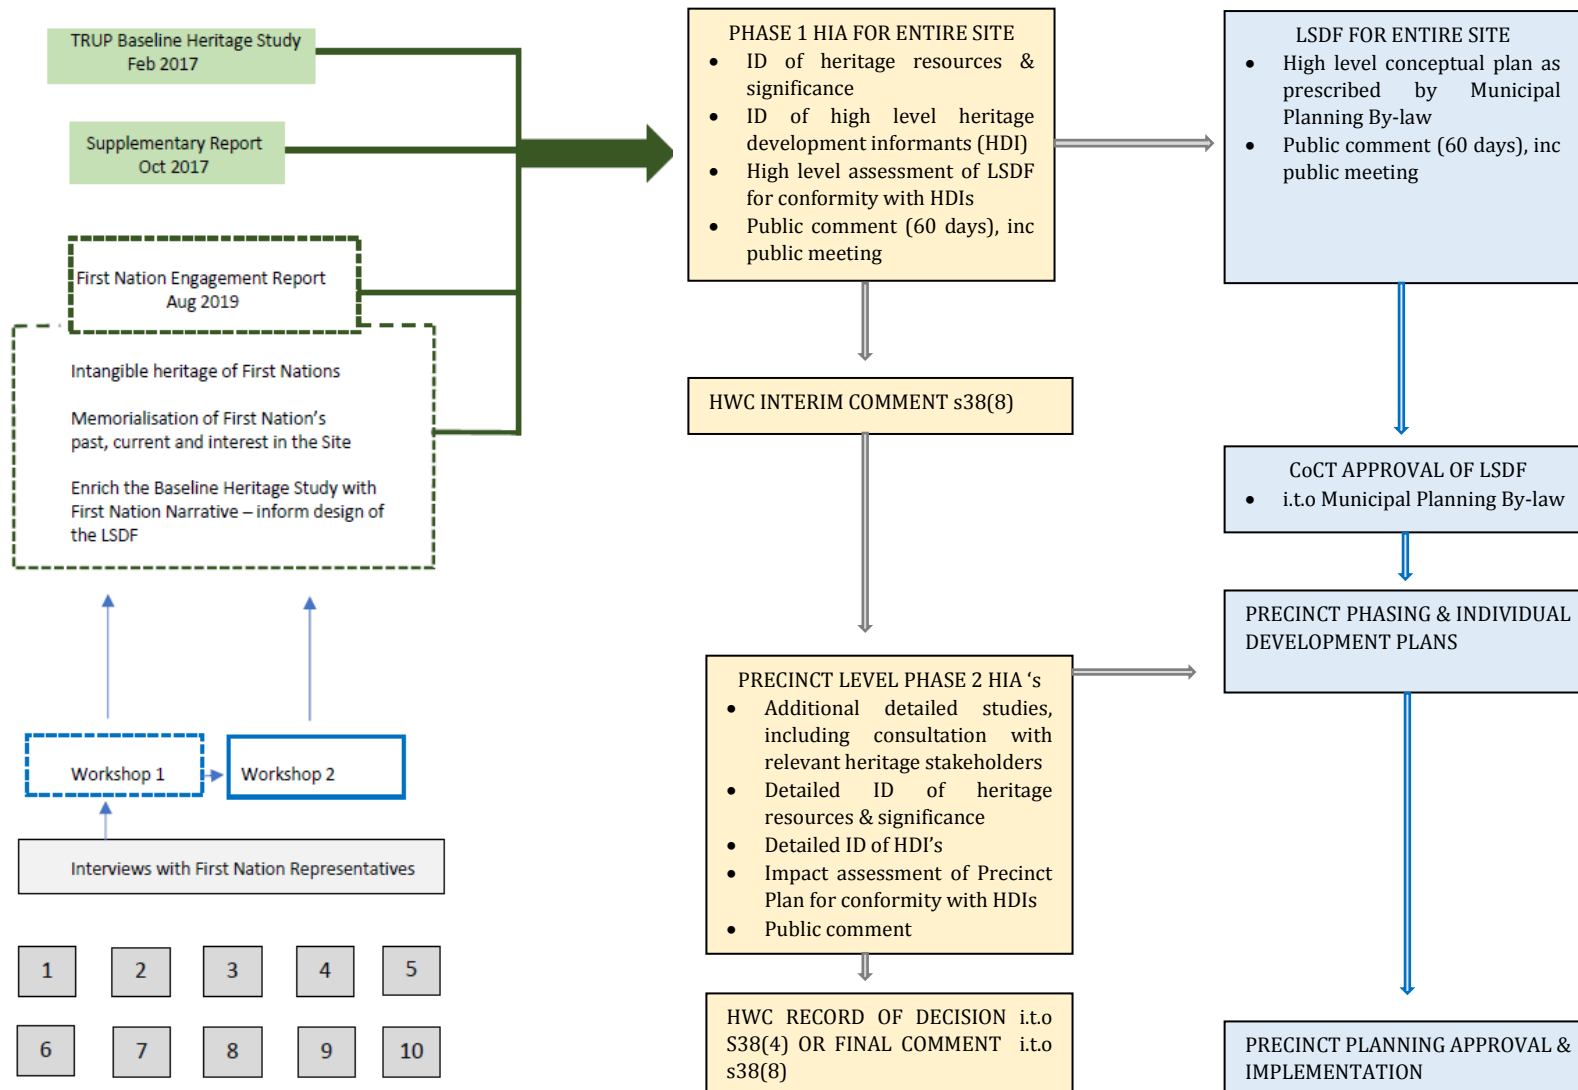 TRUP Baseline Heritage Study
Feb 2017
Supplementary Report
Oct 2017
First Nation Engagement Report
Aug 2019
Intangible heritage of First Nations
Memorialisation of First Nation's
past, current and interest in the Site
Enrich the Baseline Heritage Study with
First Nation Narrative – inform design of
the LSDF
Workshop 1
Workshop 2
Interviews with First Nation Representatives
1
2
3
4
5
6
7
8
9
10
PHASE 1 HIA FOR ENTIRE SITE
• ID of heritage resources &
significance
• ID of high level heritage
development informants (HDI)
• High level assessment of LSDF
for conformity with HDIs
• Public comment (60 days), inc
public meeting
HWC INTERIM COMMENT s38(8)
PRECINCT LEVEL PHASE 2 HIA ‘s
• Additional detailed studies,
including consultation with
relevant heritage stakeholders
• Detailed ID of heritage
resources & significance
• Detailed ID of HDI’s
• Impact assessment of Precinct
Plan for conformity with HDIs
• Public comment
HWC RECORD OF DECISION i.t.o
S38(4) OR FINAL COMMENT i.t.o
s38(8)
LSDF FOR ENTIRE SITE
• High level conceptual plan as
prescribed by Municipal
Planning By-law
• Public comment (60 days), inc
public meeting
CoCT APPROVAL OF LSDF
• i.t.o Municipal Planning By-law
PRECINCT PHASING & INDIVIDUAL
DEVELOPMENT PLANS
PRECINCT PLANNING APPROVAL &
IMPLEMENTATION